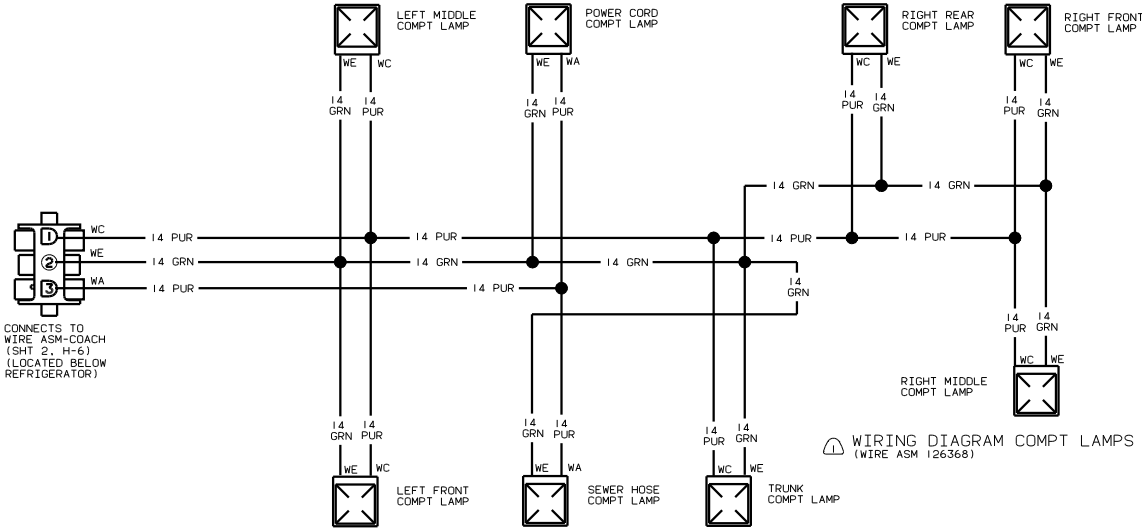 LEFT MIDDLE
COMPT LAMP
POWER CORD
COMPT LAMP
RIGHT REAR
COMPT LAMP
RIGHT FRONT
COMPT LAMP
WE
WC
WE
WA
WC
WE
WC
WE
14
GRN
14
PUR
14
GRN
14
PUR
14
PUR
14
GRN
14
PUR
14
GRN
14 GRN
14 GRN
1
WC
14 PUR
14 PUR
14 PUR
14 PUR
2
WE
14 GRN
14 GRN
14 GRN
3
WA
14 PUR
14 PUR
14
GRN
CONNECTS TO
WIRE ASM-COACH
(SHT 2, H-6)
(LOCATED BELOW
REFRIGERATOR)
14
PUR
14
GRN
WC
WE
RIGHT MIDDLE
COMPT LAMP
14
GRN
14
PUR
14
GRN
14
PUR
14
PUR
14
GRN
1
WIRING DIAGRAM COMPT LAMPS
(WIRE ASM 126368)
WE
WC
WE
WA
WC
WE
LEFT FRONT
COMPT LAMP
SEWER HOSE
COMPT LAMP
TRUNK
COMPT LAMP